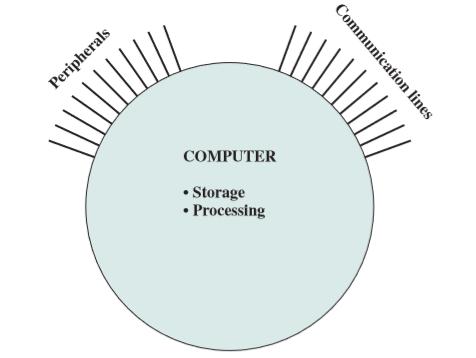 Peripherals
Communication lines
COMPUTER
• Storage
• Processing